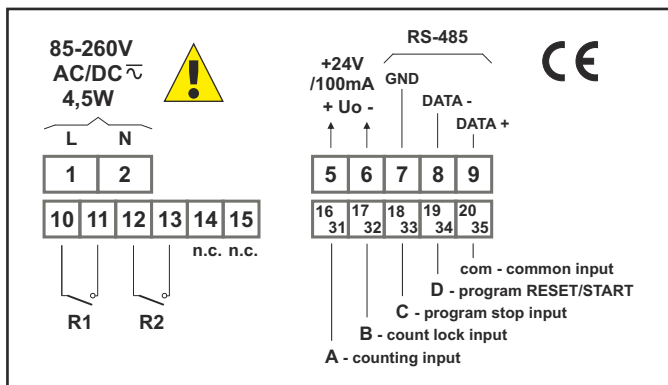 85-260V
AC/DC
4,5W
L N
1 2
10 11 12 13 14 15
n.c. n.c.
R1 R2
RS-485
+24V
/100mA
+ Uo -
GND
DATA -
DATA +
CE
5 6 7 8 9
16 17 18 19 20
31 32 33 34 35
com - common input
D - program RESET/START
C - program stop input
B - count lock input
A - counting input